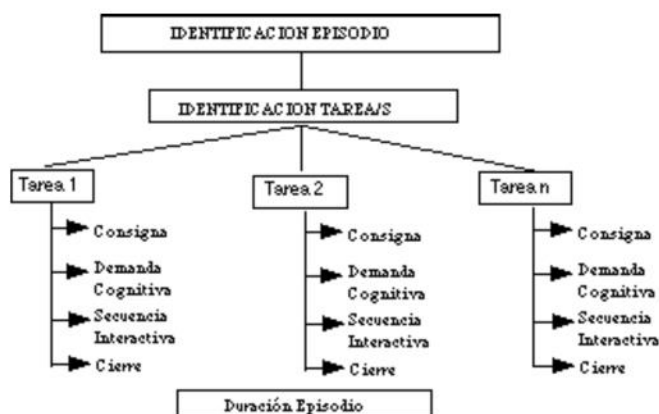 IDENTIFICACION EPISODIO
IDENTIFICACION TAREA/S
Tarea 1
Consigna
Demanda
Cognitiva
Secuencia
Interactiva
Cierre
Tarea 2
Consigna
Demanda
Cognitiva
Secuencia
Interactiva
Cierre
Tarea n
Consigna
Demanda
Cognitiva
Secuencia
Interactiva
Cierre
Duración Episodio